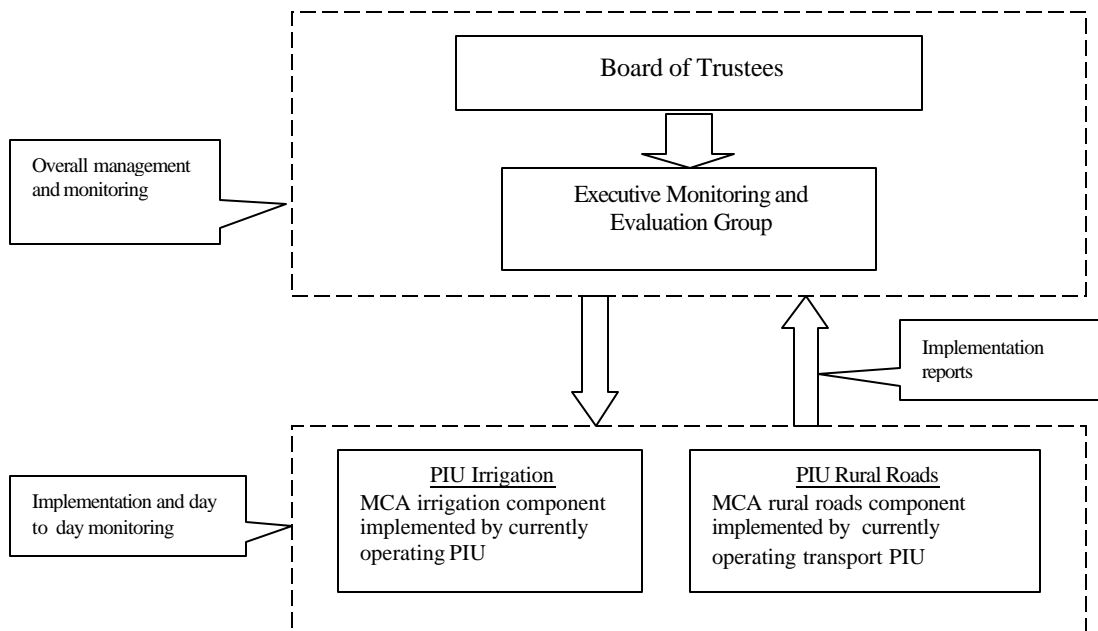 Board of Trustees
Overall management
and monitoring
Executive Monitoring and
Evaluation Group
Implementation
reports
Implementation and day
to day monitoring
PIU Irrigation
MCA irrigation component
implemented by currently
operating PIU
PIU Rural Roads
MCA rural roads component
implemented by currently
operating transport PIU